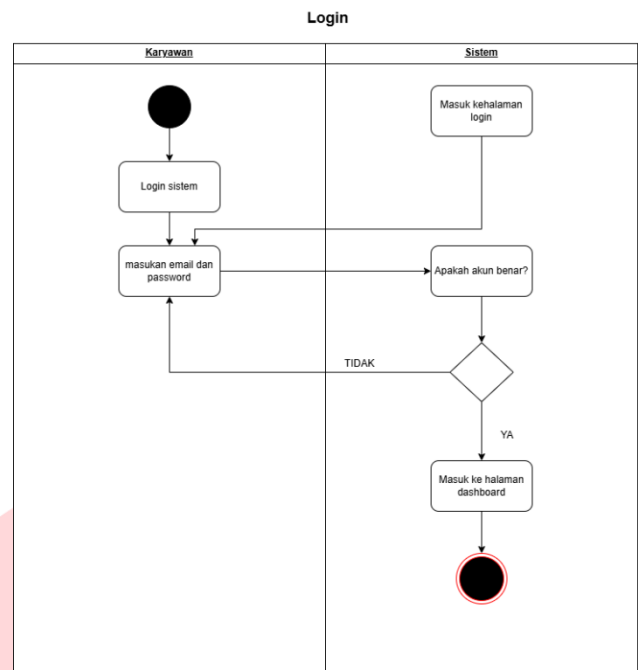 Login
Karyawan
Sistem
Masuk kehalaman
login
Login sistem
masukan email dan
password
Apakah akun benar?
TIDAK
YA
Masuk ke halaman
dashboard